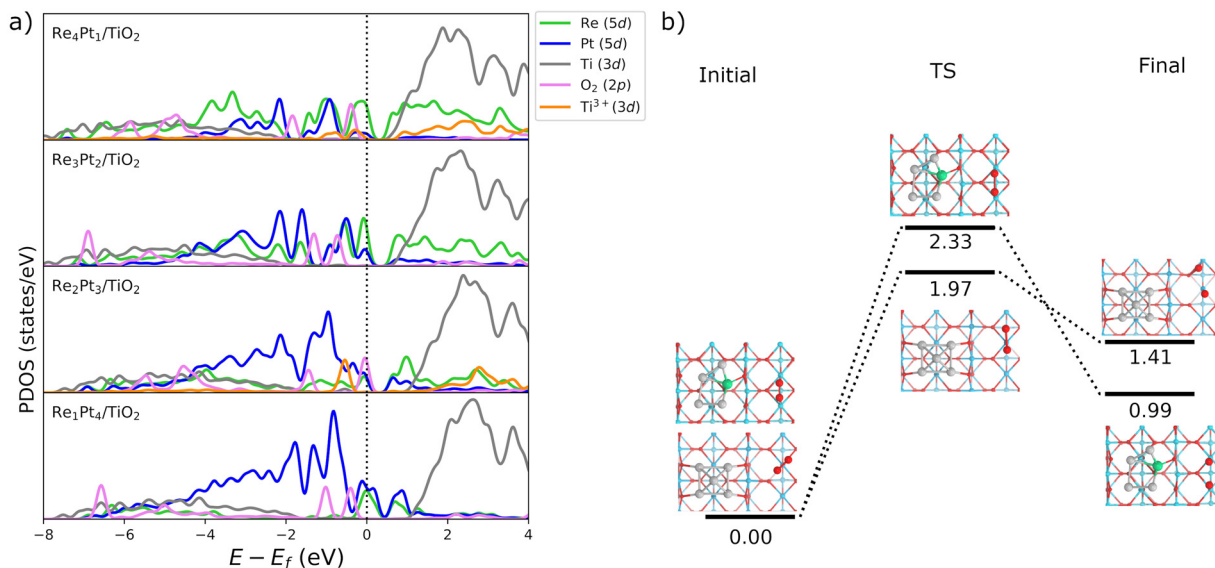 a)
Re₄Pt₁/TiO₂
Re₃Pt₂/TiO₂
Re₂Pt₃/TiO₂
Re₁Pt₄/TiO₂
PDOS (states/eV)
−8 −6 −4 −2 0 2 4
E − E_f (eV)
Re (5d)
Pt (5d)
Ti (3d)
O₂ (2p)
Ti³⁺ (3d)
b)
Initial
TS
Final
2.33
1.97
1.41
0.99
0.00